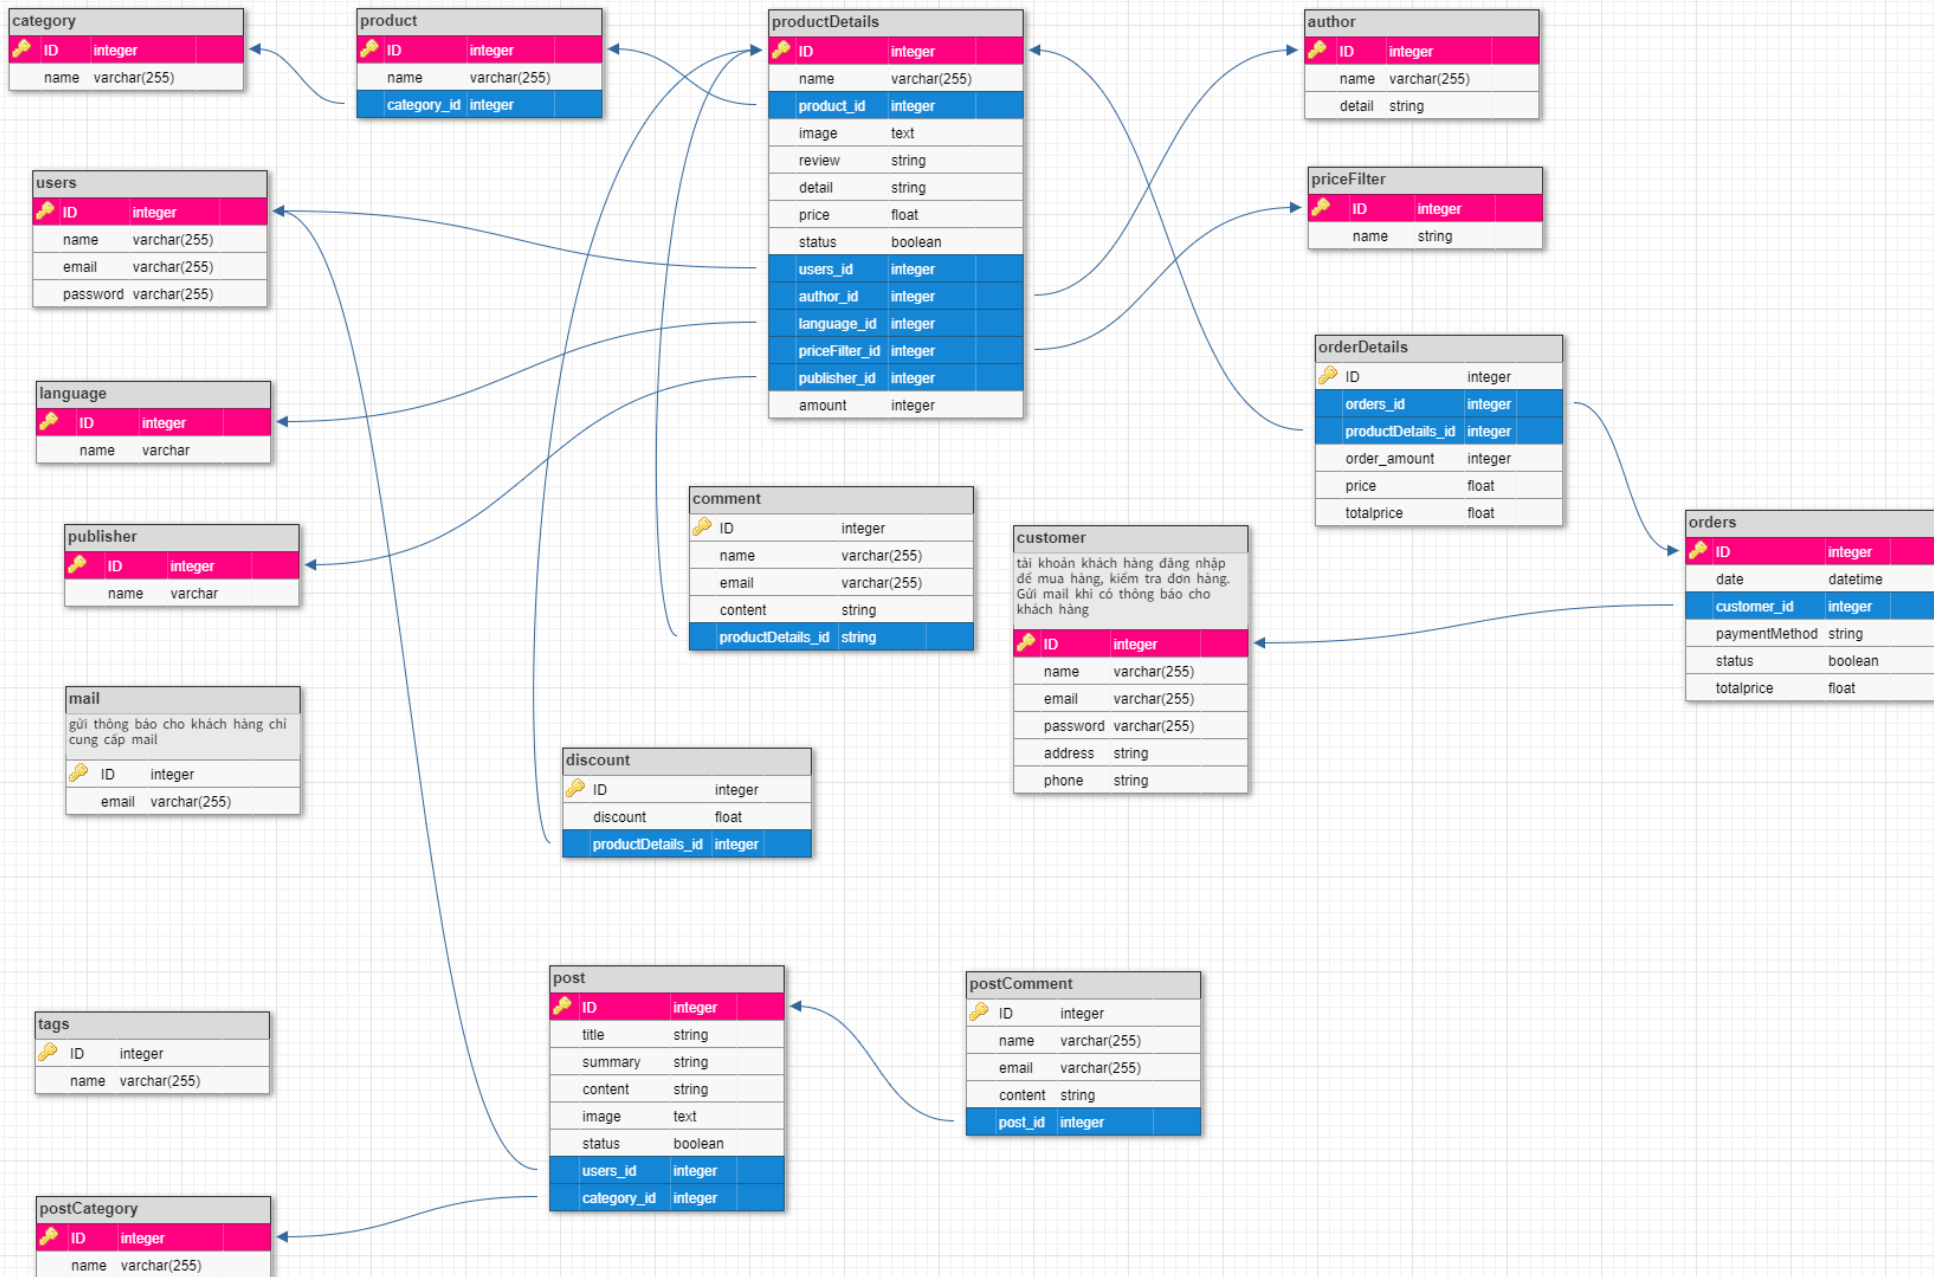 category
ID integer
name varchar(255)
product
ID integer
name varchar(255)
category_id integer
productDetails
ID integer
name varchar(255)
product_id integer
image text
review string
detail string
price float
status boolean
users_id integer
author_id integer
language_id integer
priceFilter_id integer
publisher_id integer
amount integer
author
ID integer
name varchar(255)
detail string
users
ID integer
name varchar(255)
email varchar(255)
password varchar(255)
priceFilter
ID integer
name string
orderDetails
ID integer
orders_id integer
productDetails_id integer
order_amount integer
price float
totalprice float
language
ID integer
name varchar
comment
ID integer
name varchar(255)
email varchar(255)
content string
productDetails_id string
customer
tài khoản khách hàng đăng nhập
để mua hàng, kiểm tra đơn hàng.
Gửi mail khi có thông báo cho
khách hàng
ID integer
name varchar(255)
email varchar(255)
password varchar(255)
address string
phone string
orders
ID integer
date datetime
customer_id integer
paymentMethod string
status boolean
totalprice float
publisher
ID integer
name varchar
mail
gửi thông báo cho khách hàng chỉ
cung cấp mail
ID integer
email varchar(255)
discount
ID integer
discount float
productDetails_id integer
post
ID integer
title string
summary string
content string
image text
status boolean
users_id integer
category_id integer
postComment
ID integer
name varchar(255)
email varchar(255)
content string
post_id integer
tags
ID integer
name varchar(255)
postCategory
ID integer
name varchar(255)